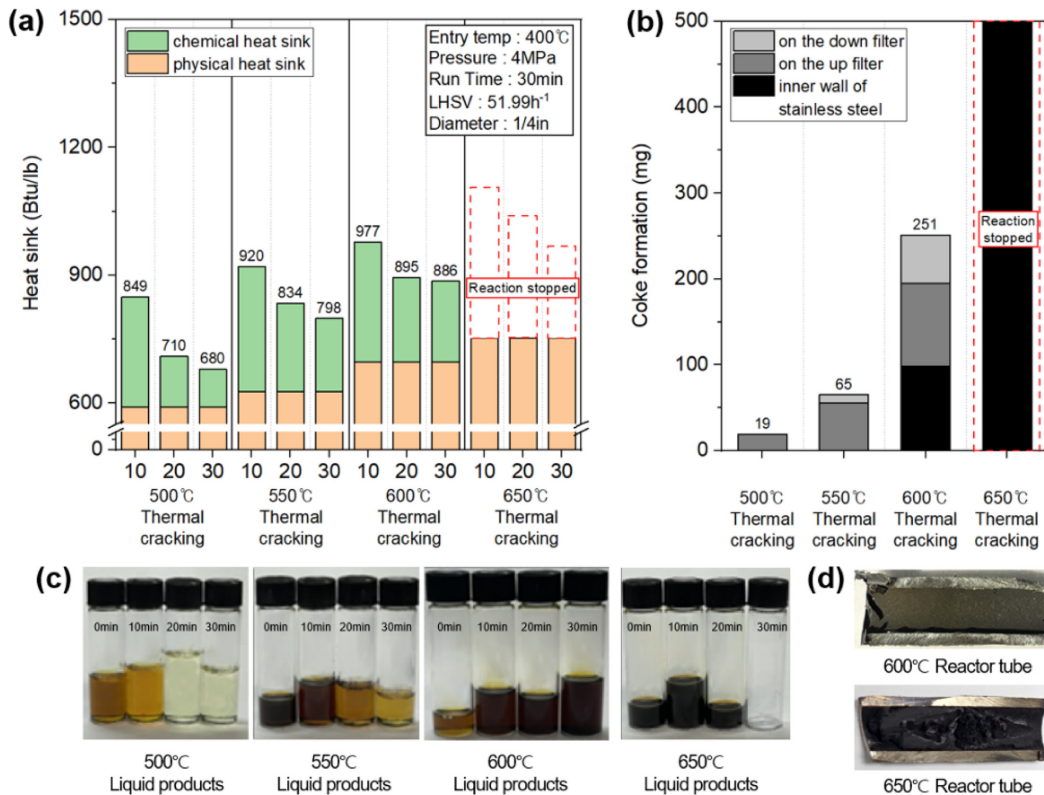 (a)
1500
1200
900
600
0
Heat sink (Btu/lb)
chemical heat sink
physical heat sink
Entry temp : 400℃
Pressure : 4MPa
Run Time : 30min
LHSV : 51.99h⁻¹
Diameter : 1/4in
849
710
680
920
834
798
977
895
886
Reaction stopped
10 20 30 10 20 30 10 20 30 10 20 30
500℃ 550℃ 600℃ 650℃
Thermal Thermal Thermal Thermal
cracking cracking cracking cracking
(b)
500
400
300
200
100
0
Coke formation (mg)
on the down filter
on the up filter
inner wall of
stainless steel
19
65
251
Reaction
stopped
500℃ 550℃ 600℃ 650℃
Thermal Thermal Thermal Thermal
cracking cracking cracking cracking
(c)
0min 10min 20min 30min
500℃
Liquid products
0min 10min 20min 30min
550℃
Liquid products
0min 10min 20min 30min
600℃
Liquid products
0min 10min 20min 30min
650℃
Liquid products
(d)
600℃ Reactor tube
650℃ Reactor tube